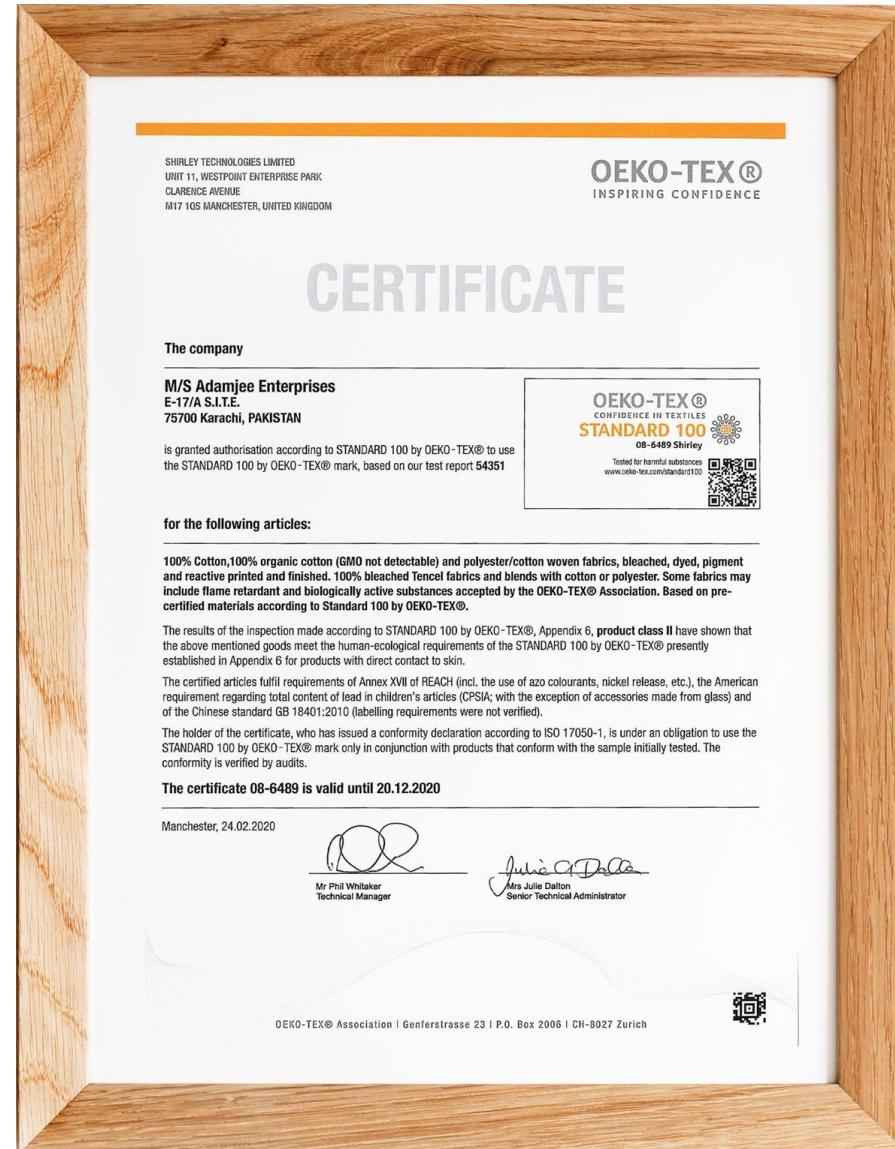 SHIRLEY TECHNOLOGIES LIMITED
UNIT 11, WESTPOINT ENTERPRISE PARK
CLARENCE AVENUE
M17 1QS MANCHESTER, UNITED KINGDOM
OEKO-TEX®
INSPIRING CONFIDENCE
CERTIFICATE
The company
M/S Adamjee Enterprises
E-17/A S.I.T.E.
75700 Karachi, PAKISTAN
is granted authorisation according to STANDARD 100 by OEKO-TEX® to use
the STANDARD 100 by OEKO-TEX® mark, based on our test report 54351
OEKO-TEX®
CONFIDENCE IN TEXTILES
STANDARD 100
08-6489 Shirley
Tested for harmful substances
www.oeko-tex.com/standard100
for the following articles:
100% Cotton,100% organic cotton (GMO not detectable) and polyester/cotton woven fabrics, bleached, dyed, pigment
and reactive printed and finished. 100% bleached Tencel fabrics and blends with cotton or polyester. Some fabrics may
include flame retardant and biologically active substances accepted by the OEKO-TEX® Association. Based on pre-
certified materials according to Standard 100 by OEKO-TEX®.
The results of the inspection made according to STANDARD 100 by OEKO-TEX®, Appendix 6, product class II have shown that
the above mentioned goods meet the human-ecological requirements of the STANDARD 100 by OEKO-TEX® presently
established in Appendix 6 for products with direct contact to skin.
The certified articles fulfil requirements of Annex XVII of REACH (incl. the use of azo colourants, nickel release, etc.), the American
requirement regarding total content of lead in children's articles (CPSIA; with the exception of accessories made from glass) and
of the Chinese standard GB 18401:2010 (labelling requirements were not verified).
The holder of the certificate, who has issued a conformity declaration according to ISO 17050-1, is under an obligation to use the
STANDARD 100 by OEKO-TEX® mark only in conjunction with products that conform with the sample initially tested. The
conformity is verified by audits.
The certificate 08-6489 is valid until 20.12.2020
Manchester, 24.02.2020
Julie G Dalton
Mr Phil Whitaker
Technical Manager
Mrs Julie Dalton
Senior Technical Administrator
OEKO-TEX® Association | Genferstrasse 23 | P.O. Box 2006 | CH-8027 Zurich